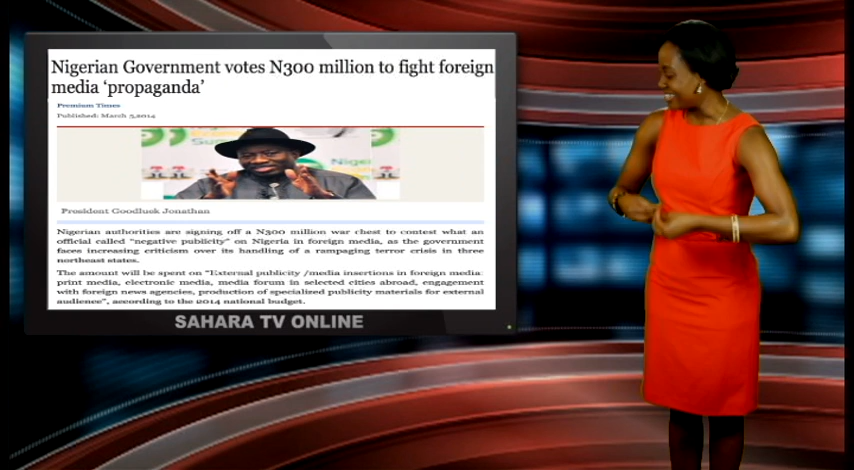 Nigerian Government votes N300 million to fight foreign
media ‘propaganda’
Premium Times
Published: March 5,2014
President Goodluck Jonathan
Nigerian authorities are signing off a N300 million war chest to contest what an
official called “negative publicity” on Nigeria in foreign media, as the government
faces increasing criticism over its handling of a rampaging terror crisis in three
northeast states.
The amount will be spent on “External publicity /media insertions in foreign media:
print media, electronic media, media forum in selected cities abroad, engagement
with foreign news agencies, production of specialized publicity materials for external
audience”, according to the 2014 national budget.
SAHARA TV ONLINE